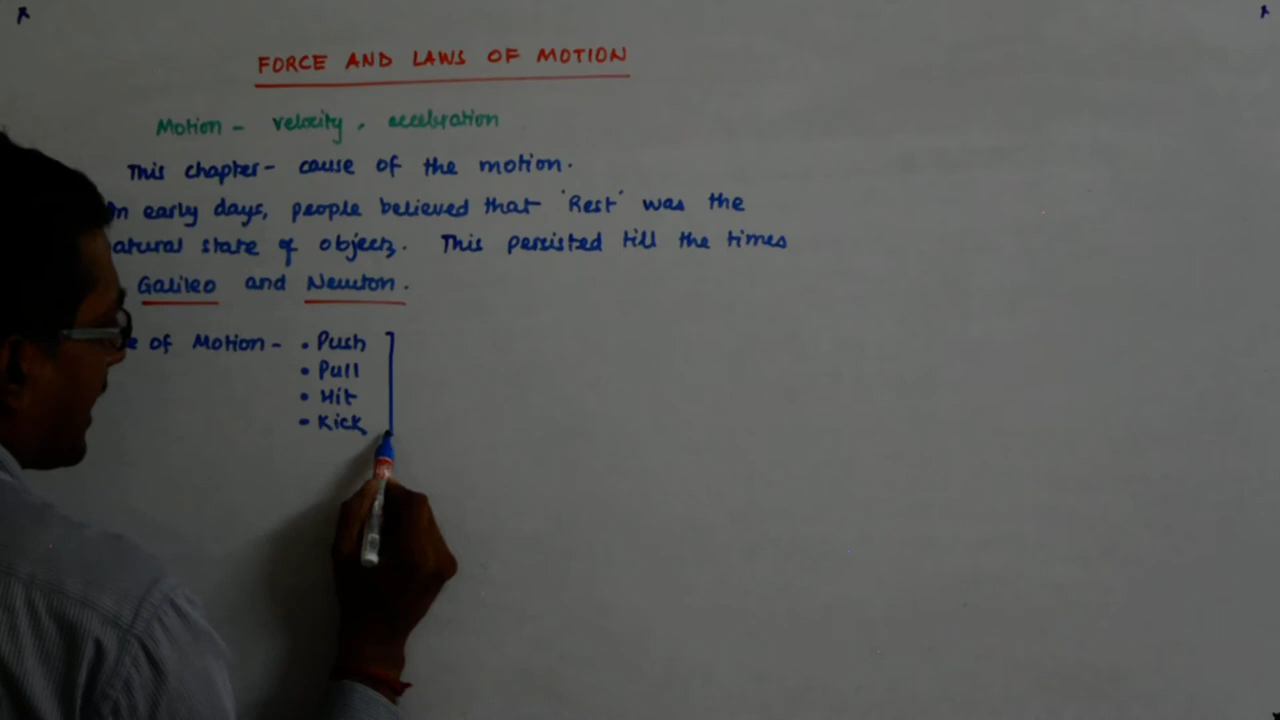 FORCE AND LAWS OF MOTION
Motion - velocity, acceleration
This chapter - cause of the motion.
In early days, people believed that 'Rest' was the
atural state of objects. This persisted till the times
Galileo and Newton.
e of Motion - • Push
• Pull
• Hit
• Kick